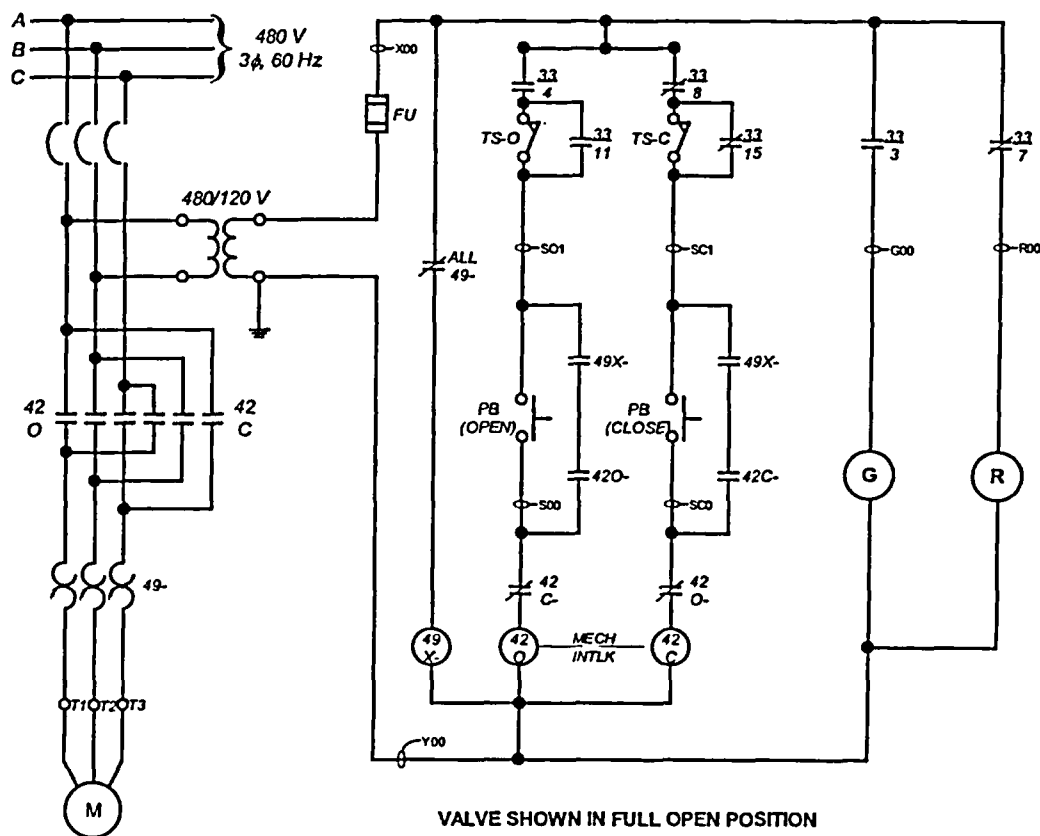 A
B
C
480 V
3ϕ, 60 Hz
X00
FU
480/120 V
33
4
33
8
TS-O
33
11
TS-C
33
15
33
3
33
7
ALL
49-
SO1
SC1
G00
R00
42
O
42
C
49X-
49X-
PB
(OPEN)
PB
(CLOSE)
42O-
42C-
G
R
S00
SC0
49-
42
C-
42
O-
49
X-
42
O
MECH
INTLK
42
C
T1
T2
T3
Y00
M
VALVE SHOWN IN FULL OPEN POSITION